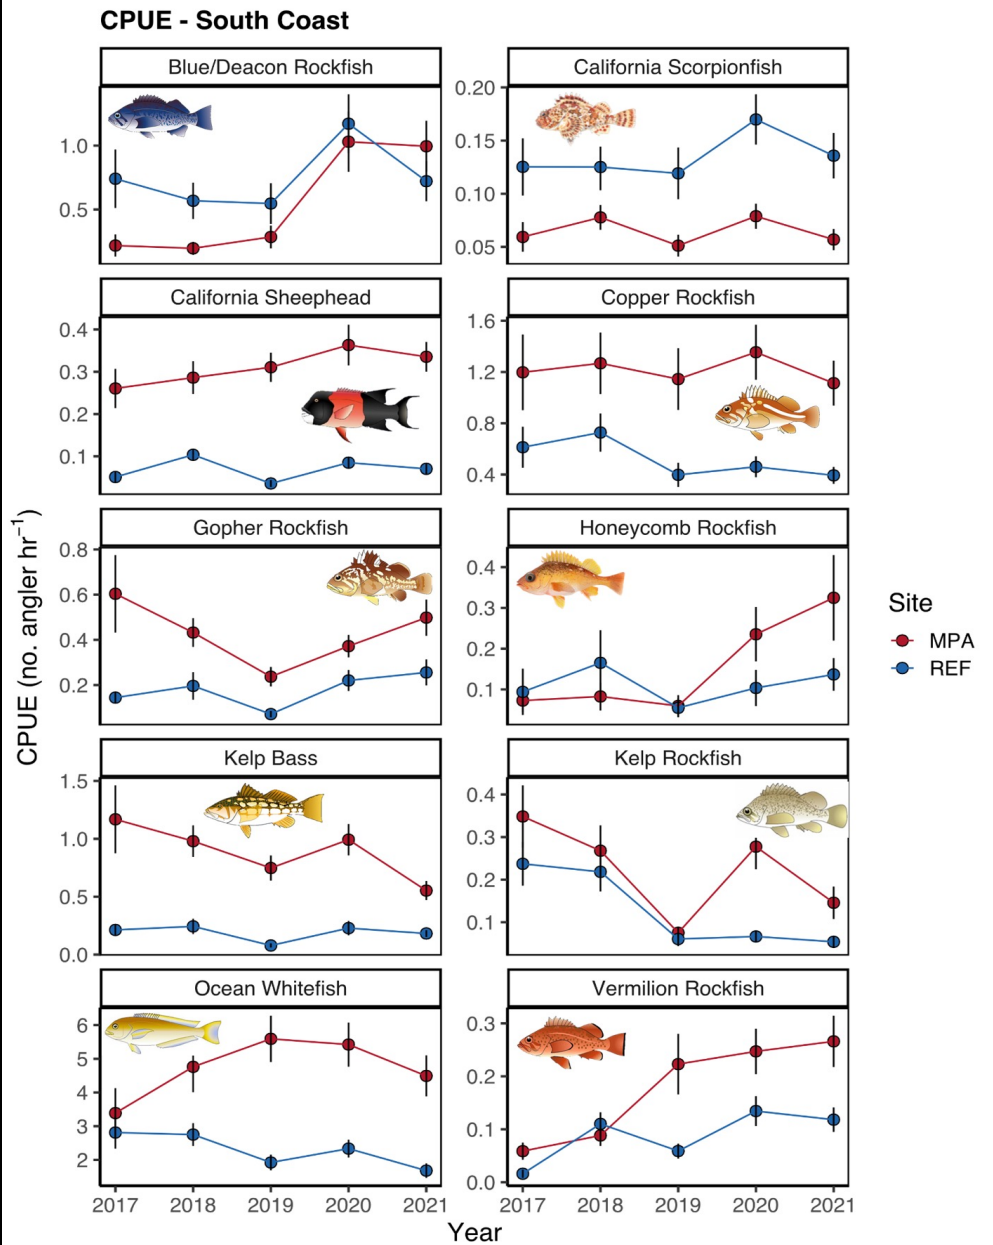 CPUE - South Coast
Blue/Deacon Rockfish
1.0
0.5
California Scorpionfish
0.20
0.15
0.10
0.05
California Sheephead
0.4
0.3
0.2
0.1
Copper Rockfish
1.6
1.2
0.8
0.4
Gopher Rockfish
0.8
0.6
0.4
0.2
Honeycomb Rockfish
0.4
0.3
0.2
0.1
Kelp Bass
1.5
1.0
0.5
0.0
Kelp Rockfish
0.4
0.3
0.2
0.1
Ocean Whitefish
6
5
4
3
2
2017 2018 2019 2020 2021
Vermilion Rockfish
0.3
0.2
0.1
0.0
2017 2018 2019 2020 2021
CPUE (no. angler hr⁻¹)
Year
Site
MPA
REF